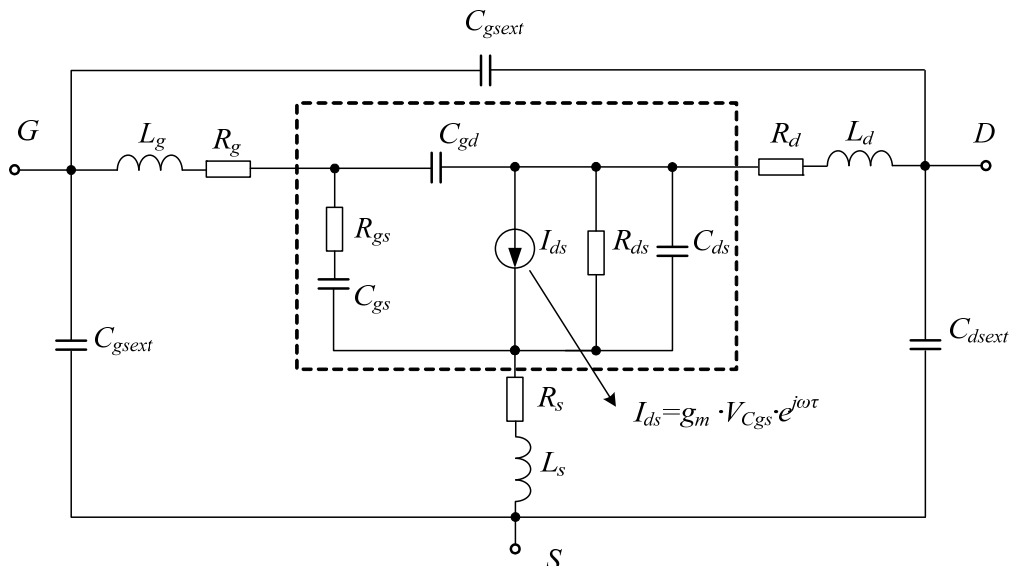 C_gsext
G
L_g
R_g
C_gd
R_d
L_d
D
R_gs
I_ds
R_ds
C_ds
C_gs
C_gsext
C_dsext
R_s
I_ds=g_m ·V_Cgs·e^jωτ
L_s
S